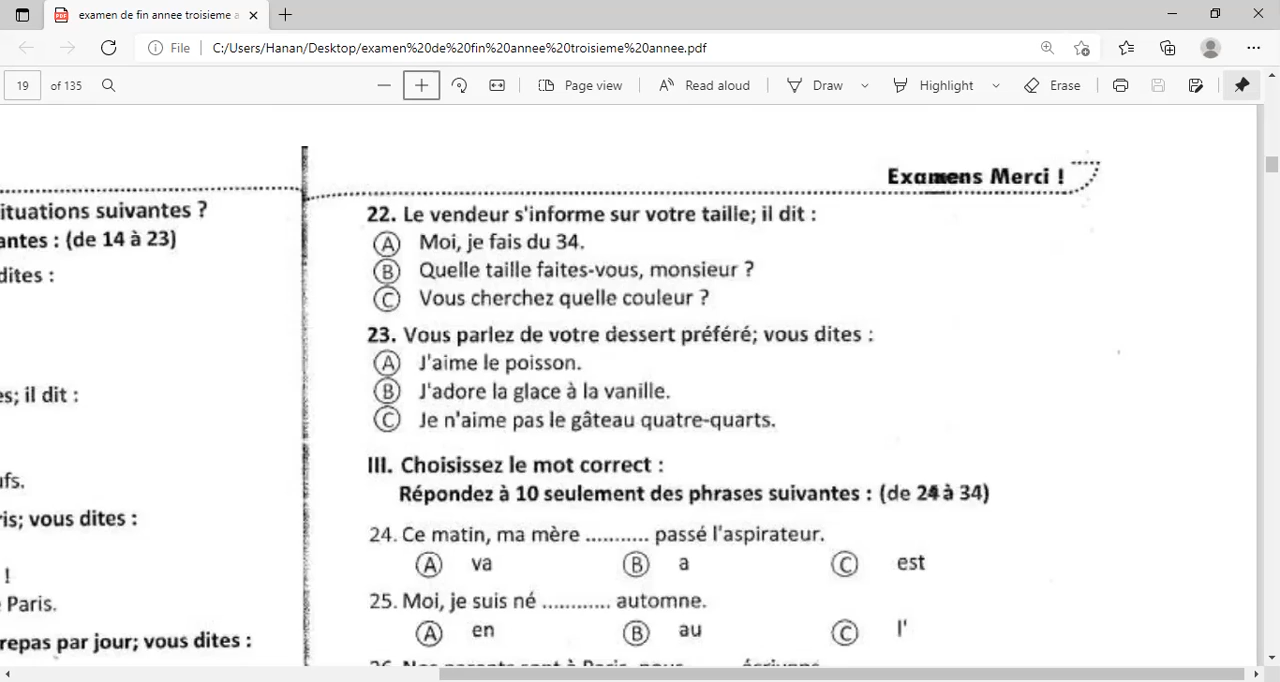 examen de fin annee troisieme a
File
C:/Users/Hanan/Desktop/examen%20de%20fin%20annee%20troisieme%20annee.pdf
19 of 135
Page view
Read aloud
Draw
Highlight
Erase
ituations suivantes ?
antes : (de 14 à 23)
dites :
s; il dit :
ufs.
ris; vous dites :
!
Paris.
repas par jour; vous dites :
Examens Merci !
22. Le vendeur s'informe sur votre taille; il dit :
A Moi, je fais du 34.
B Quelle taille faites-vous, monsieur ?
C Vous cherchez quelle couleur ?
23. Vous parlez de votre dessert préféré; vous dites :
A J'aime le poisson.
B J'adore la glace à la vanille.
C Je n'aime pas le gâteau quatre-quarts.
III. Choisissez le mot correct :
Répondez à 10 seulement des phrases suivantes : (de 24 à 34)
24. Ce matin, ma mère ........... passé l'aspirateur.
A va B a C est
25. Moi, je suis né ............ automne.
A en B au C l'